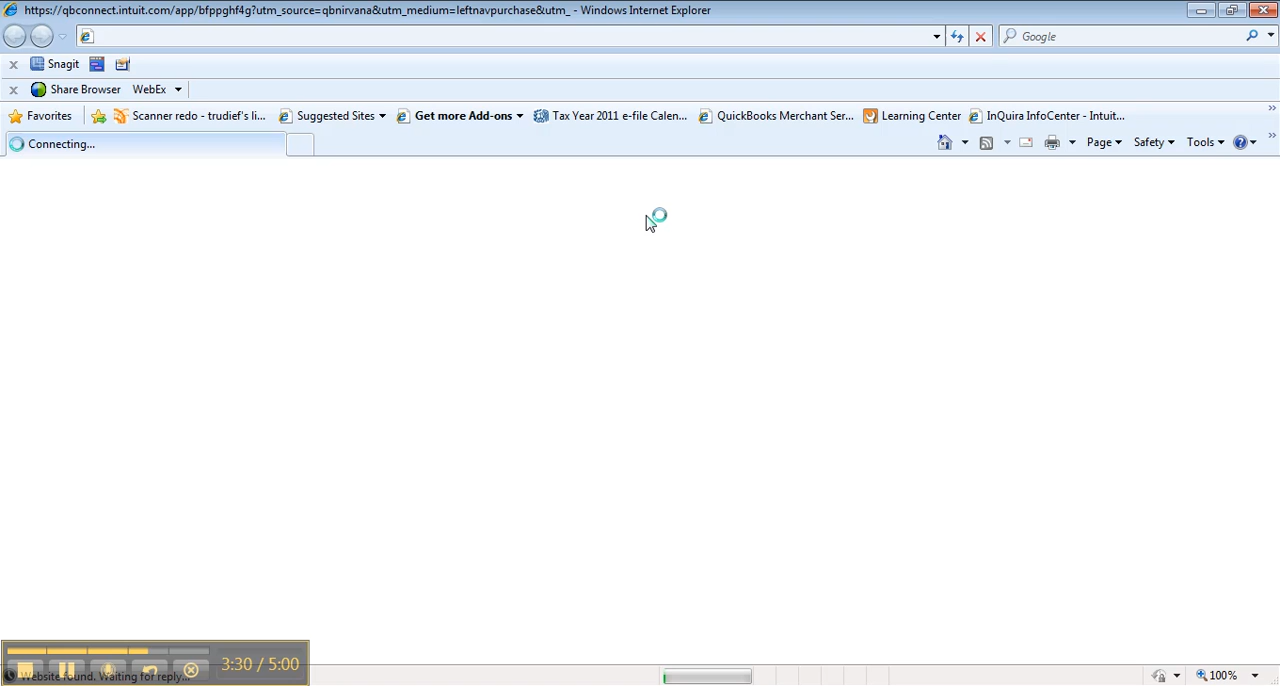 https://qbconnect.intuit.com/app/bfppghf4g?utm_source=qbnirvana&utm_medium=leftnavpurchase&utm_ - Windows Internet Explorer
Google
Snagit
Share Browser WebEx
Favorites Scanner redo - trudief's li... Suggested Sites Get more Add-ons Tax Year 2011 e-file Calen... QuickBooks Merchant Ser... Learning Center InQuira InfoCenter - Intuit...
Connecting... Page Safety Tools
3:30 / 5:00
Website found. Waiting for reply... 100%